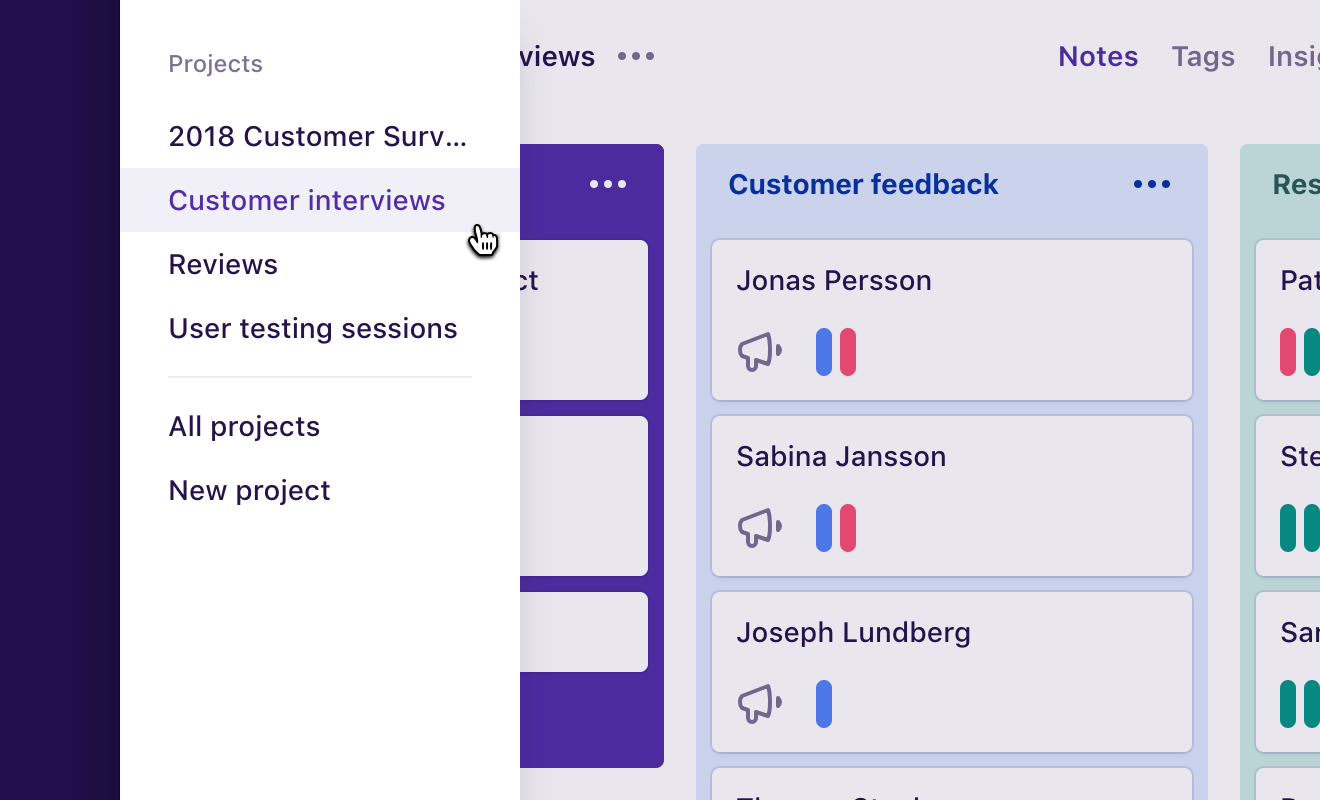 Projects
2018 Customer Surv...
Customer interviews
Reviews
User testing sessions
All projects
New project
views
Notes
Tags
Insi
ct
Customer feedback
Jonas Persson
Sabina Jansson
Joseph Lundberg
Res
Pat
Ste
Sar